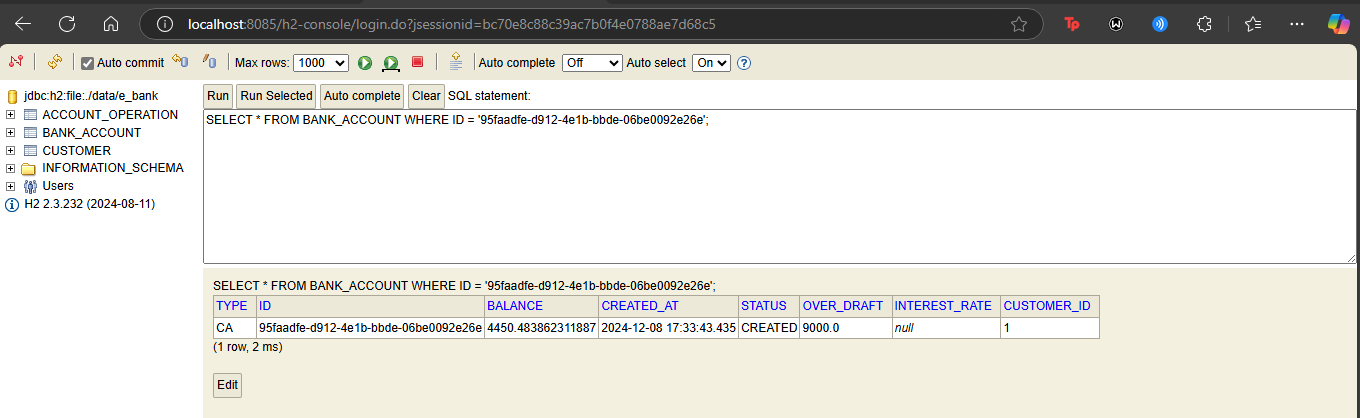 localhost:8085/h2-console/login.do?jsessionid=bc70e8c88c39ac7b0f4e0788ae7d68c5
Tp
W
Auto commit Max rows: 1000 Auto complete Off Auto select On ?
jdbc:h2:file:./data/e_bank
ACCOUNT_OPERATION
BANK_ACCOUNT
CUSTOMER
INFORMATION_SCHEMA
Users
H2 2.3.232 (2024-08-11)
Run Run Selected Auto complete Clear SQL statement:
SELECT * FROM BANK_ACCOUNT WHERE ID = '95faadfe-d912-4e1b-bbde-06be0092e26e';
SELECT * FROM BANK_ACCOUNT WHERE ID = '95faadfe-d912-4e1b-bbde-06be0092e26e';
TYPE ID BALANCE CREATED_AT STATUS OVER_DRAFT INTEREST_RATE CUSTOMER_ID
CA 95faadfe-d912-4e1b-bbde-06be0092e26e 4450.483862311887 2024-12-08 17:33:43.435 CREATED 9000.0 null 1
(1 row, 2 ms)
Edit